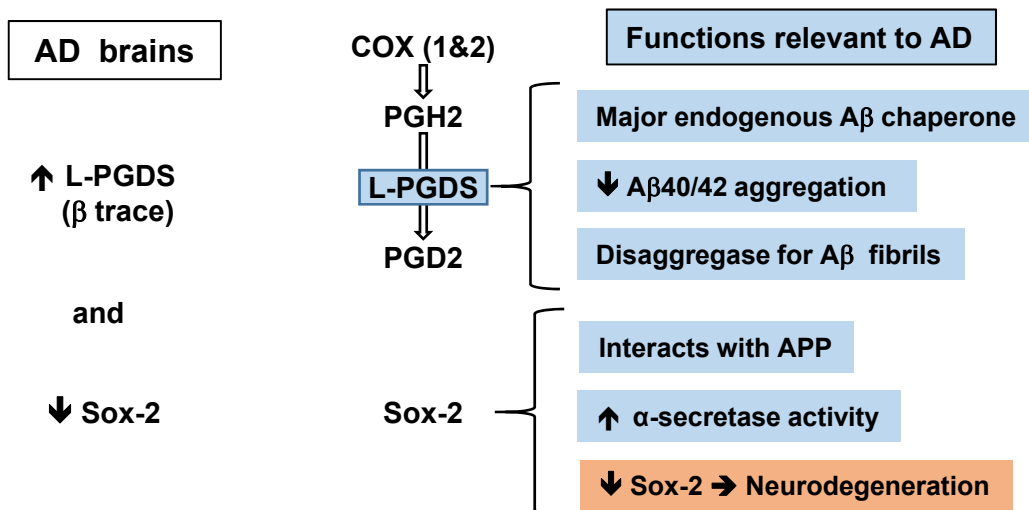 AD brains
↑ L-PGDS
(β trace)
and
↓ Sox-2
COX (1&2)
PGH2
L-PGDS
PGD2
Sox-2
Functions relevant to AD
Major endogenous Aβ chaperone
↓ Aβ40/42 aggregation
Disaggregase for Aβ fibrils
Interacts with APP
↑ α-secretase activity
↓ Sox-2 → Neurodegeneration